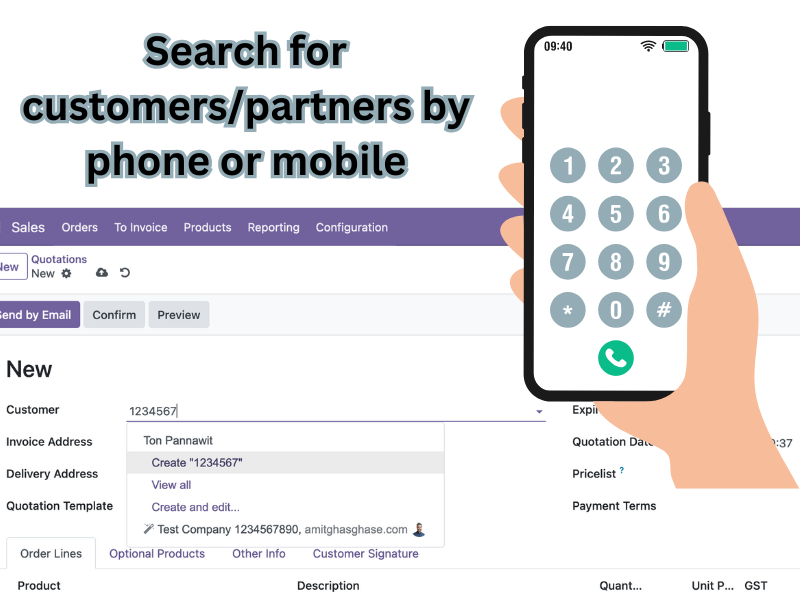 Search for
customers/partners by
phone or mobile
09:40
1 2 3
4 5 6
7 8 9
* 0 #
Sales Orders To Invoice Products Reporting Configuration
New Quotations
New
Send by Email Confirm Preview
New
Customer 1234567
Invoice Address Quotation Date :37
Delivery Address Pricelist ?
Quotation Template Payment Terms
Ton Pannawit
Create "1234567"
View all
Create and edit...
Test Company 1234567890, amitghasghase.com
Order Lines Optional Products Other Info Customer Signature
Product Description Quant... Unit P... GST